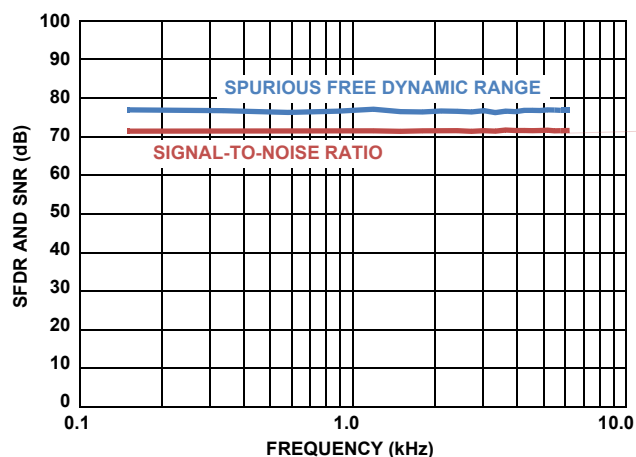 100
90
80
70
60
50
40
30
20
10
0
SFDR AND SNR (dB)
SPURIOUS FREE DYNAMIC RANGE
SIGNAL-TO-NOISE RATIO
0.1 1.0 10.0
FREQUENCY (kHz)